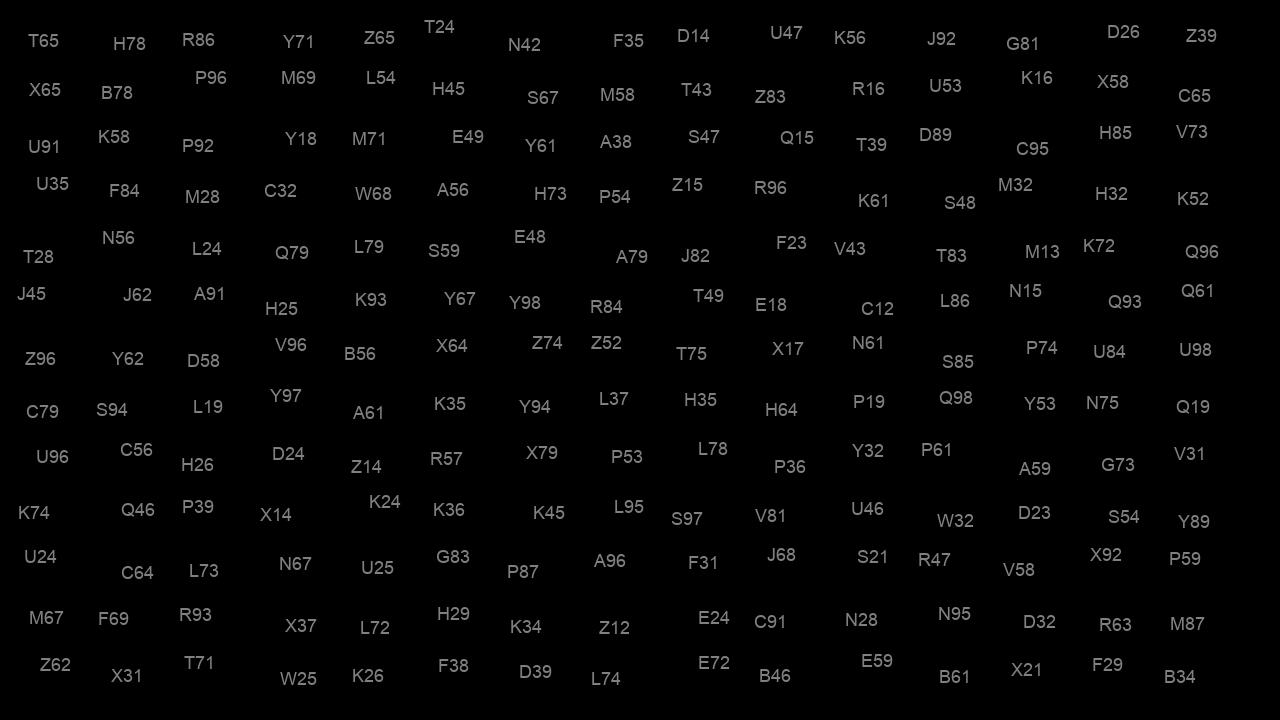 T65 H78 R86 Y71 Z65 T24 N42 F35 D14 U47 K56 J92 G81 D26 Z39
X65 B78 P96 M69 L54 H45 S67 M58 T43 Z83 R16 U53 K16 X58 C65
U91 K58 P92 Y18 M71 E49 Y61 A38 S47 Q15 T39 D89 C95 H85 V73
U35 F84 M28 C32 W68 A56 H73 P54 Z15 R96 K61 S48 M32 H32 K52
T28 N56 L24 Q79 L79 S59 E48 A79 J82 F23 V43 T83 M13 K72 Q96
J45 J62 A91 H25 K93 Y67 Y98 R84 T49 E18 C12 L86 N15 Q93 Q61
Z96 Y62 D58 V96 B56 X64 Z74 Z52 T75 X17 N61 S85 P74 U84 U98
C79 S94 L19 Y97 A61 K35 Y94 L37 H35 H64 P19 Q98 Y53 N75 Q19
U96 C56 H26 D24 Z14 R57 X79 P53 L78 P36 Y32 P61 A59 G73 V31
K74 Q46 P39 X14 K24 K36 K45 L95 S97 V81 U46 W32 D23 S54 Y89
U24 C64 L73 N67 U25 G83 P87 A96 F31 J68 S21 R47 V58 X92 P59
M67 F69 R93 X37 L72 H29 K34 Z12 E24 C91 N28 N95 D32 R63 M87
Z62 X31 T71 W25 K26 F38 D39 L74 E72 B46 E59 B61 X21 F29 B34